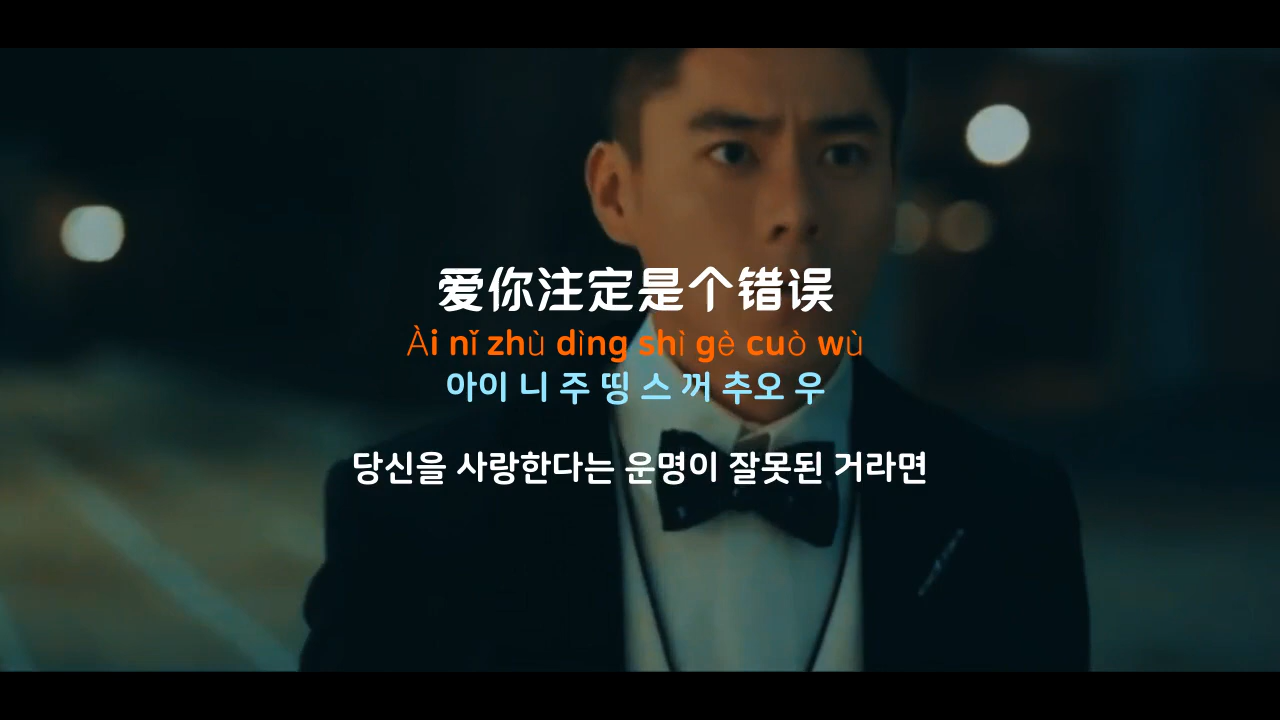 爱你注定是个错误
Ài nǐ zhù dìng shì gè cuò wù
아이 니 주 띵 스 꺼 추오 우
당신을 사랑한다는 운명이 잘못된 거라면